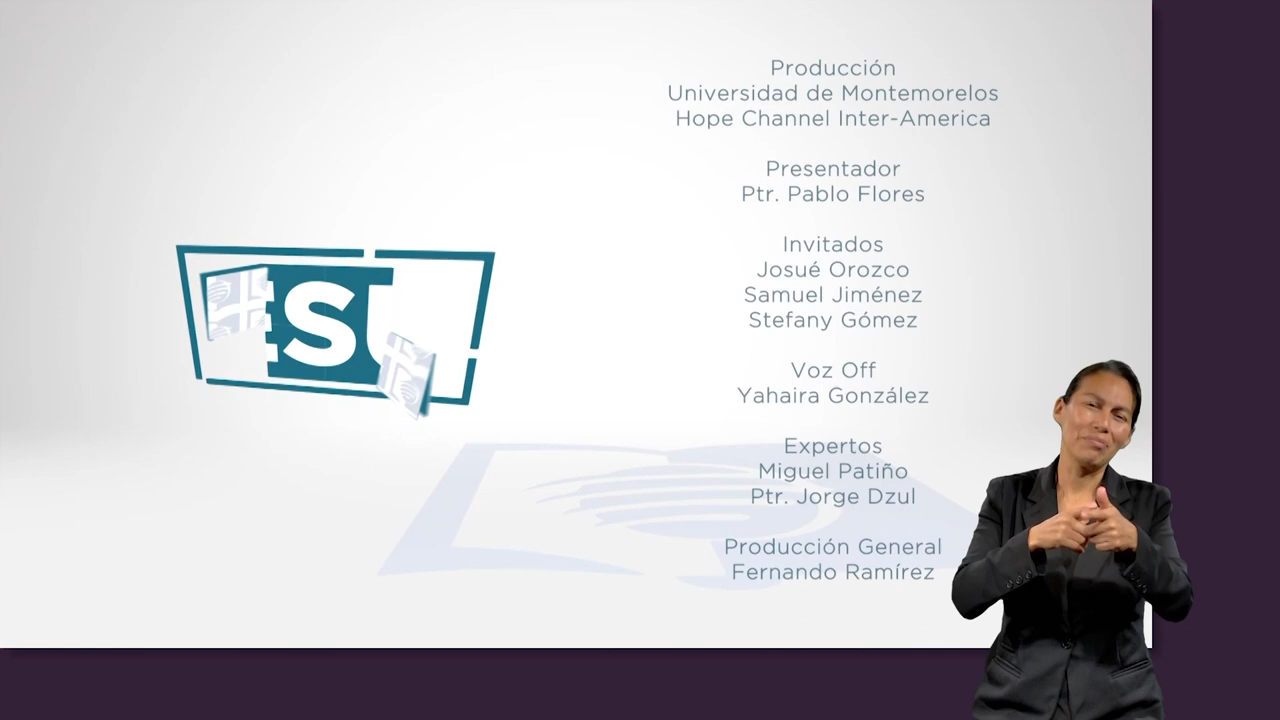 ESU
Producción
Universidad de Montemorelos
Hope Channel Inter-America
Presentador
Ptr. Pablo Flores
Invitados
Josué Orozco
Samuel Jiménez
Stefany Gómez
Voz Off
Yahaira González
Expertos
Miguel Patiño
Ptr. Jorge Dzul
Producción General
Fernando Ramírez